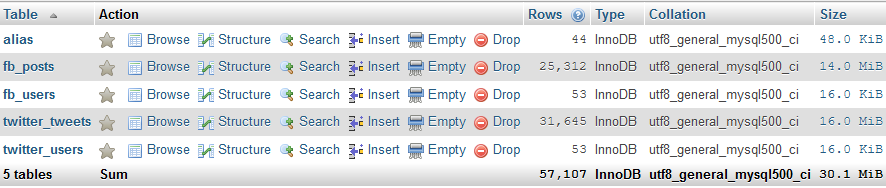 Table Action Rows Type Collation Size
alias Browse Structure Search Insert Empty Drop 44 InnoDB utf8_general_mysql500_ci 48.0 KiB
fb_posts Browse Structure Search Insert Empty Drop 25,312 InnoDB utf8_general_mysql500_ci 14.0 MiB
fb_users Browse Structure Search Insert Empty Drop 53 InnoDB utf8_general_mysql500_ci 16.0 KiB
twitter_tweets Browse Structure Search Insert Empty Drop 31,645 InnoDB utf8_general_mysql500_ci 16.0 MiB
twitter_users Browse Structure Search Insert Empty Drop 53 InnoDB utf8_general_mysql500_ci 16.0 KiB
5 tables Sum 57,107 InnoDB utf8_general_mysql500_ci 30.1 MiB